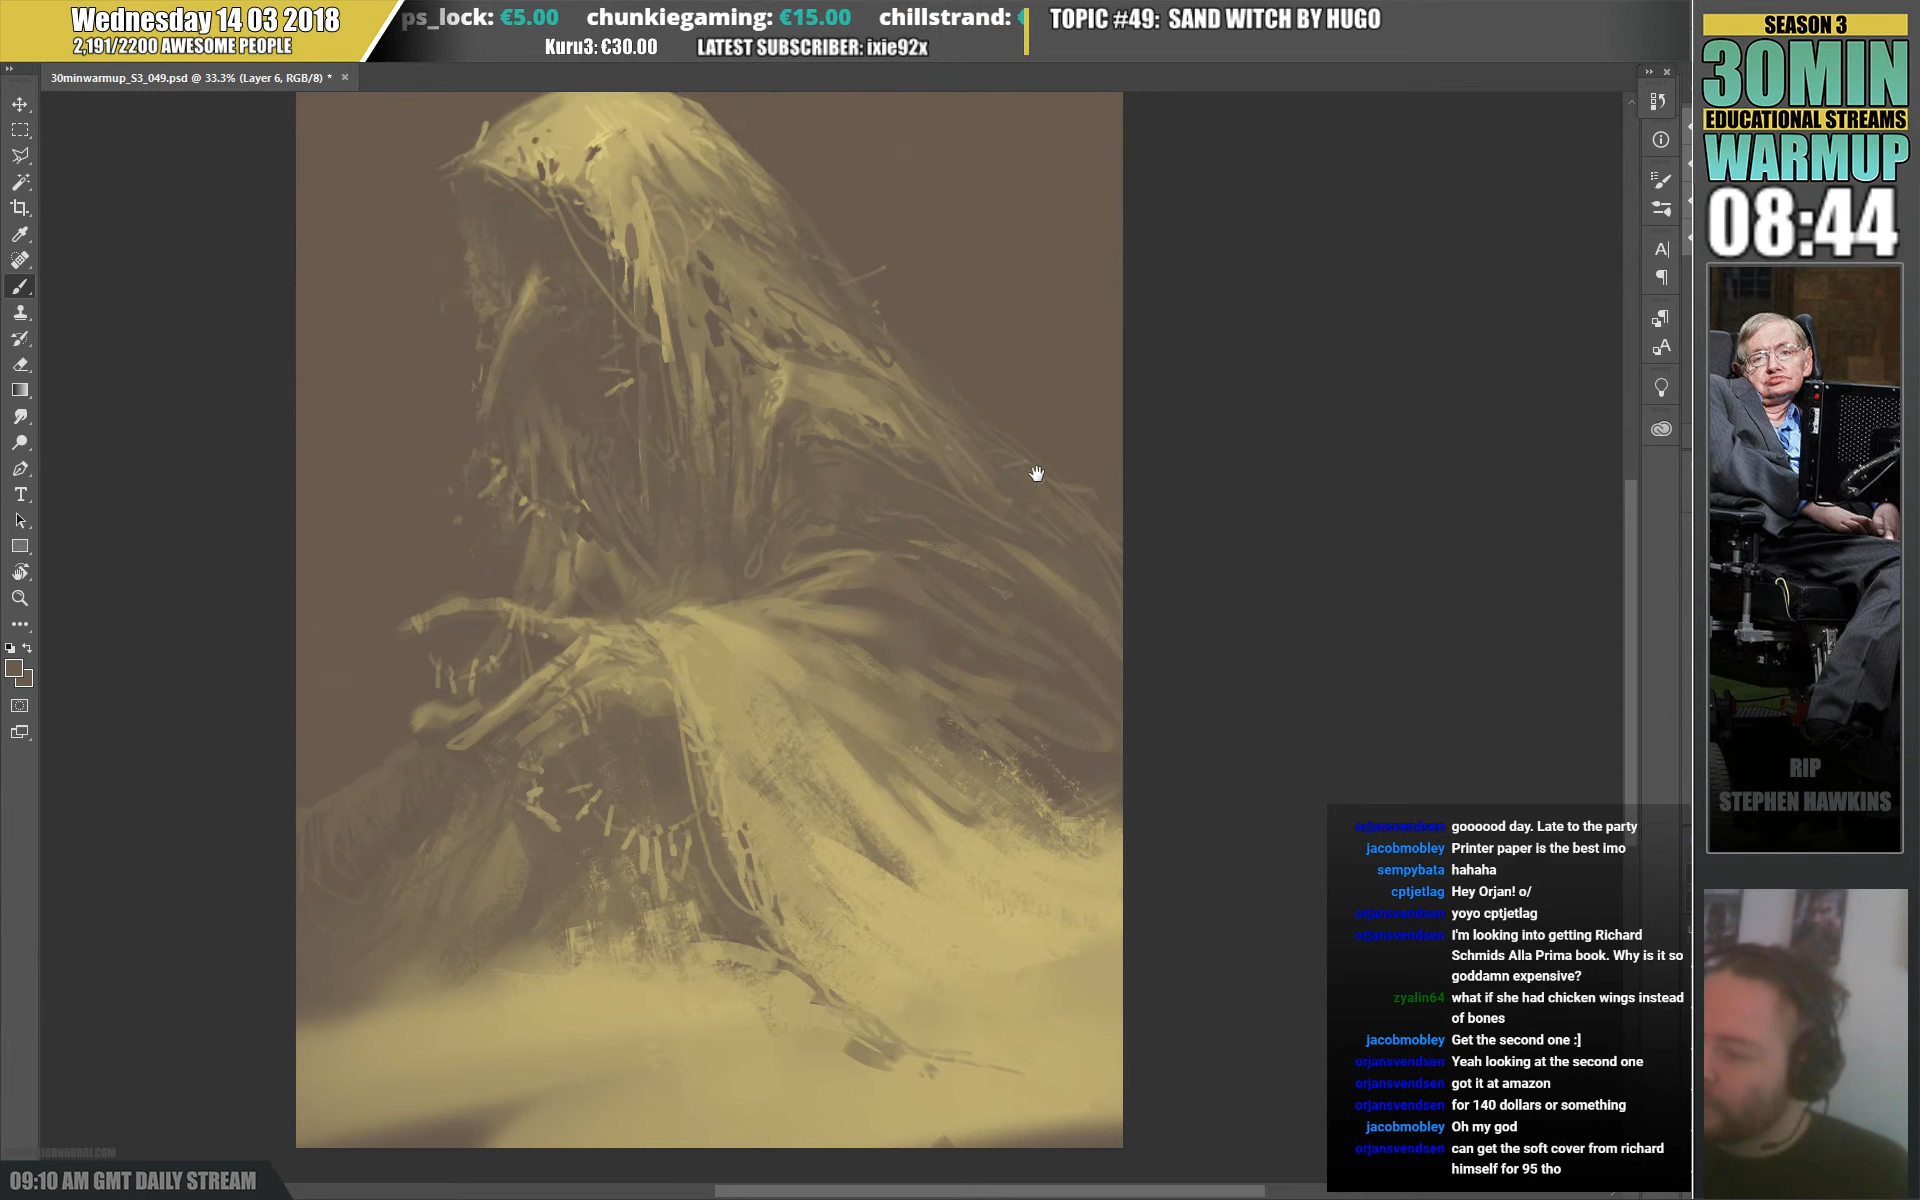 Wednesday 14 03 2018
2,191/2200 AWESOME PEOPLE
ps_lock: €5.00 chunkiegaming: €15.00 chillstrand:
Kuru3: €30.00 LATEST SUBSCRIBER: ixie92x
TOPIC #49: SAND WITCH BY HUGO
SEASON 3
30MIN
EDUCATIONAL STREAMS
WARMUP
08:44
30minwarmup_S3_049.psd @ 33.3% (Layer 6, RGB/8) *
RIP
STEPHEN HAWKINS
orjansvendsen goooood day. Late to the party
jacobmobley Printer paper is the best imo
sempybata hahaha
cptjetlag Hey Orjan! o/
orjansvendsen yoyo cptjetlag
orjansvendsen I'm looking into getting Richard
Schmids Alla Prima book. Why is it so
goddamn expensive?
zyalin64 what if she had chicken wings instead
of bones
jacobmobley Get the second one :]
orjansvendsen Yeah looking at the second one
orjansvendsen got it at amazon
orjansvendsen for 140 dollars or something
jacobmobley Oh my god
orjansvendsen can get the soft cover from richard
himself for 95 tho
09:10 AM GMT DAILY STREAM